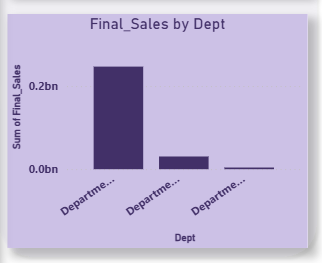 Final_Sales by Dept
Sum of Final_Sales
0.2bn
0.0bn
Departme...
Departme...
Departme...
Dept